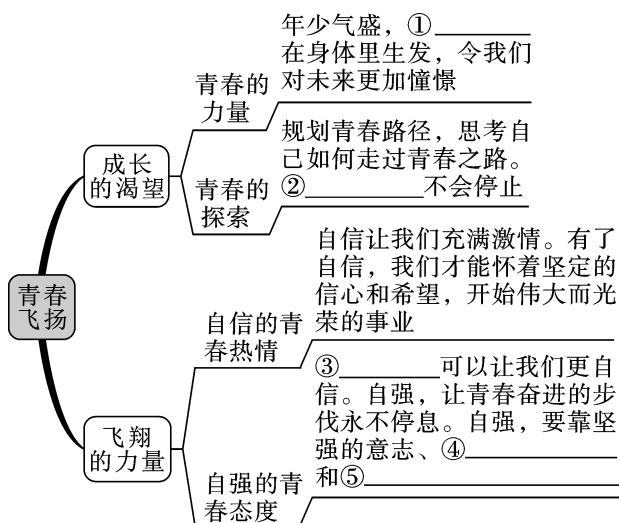 年少气盛，①________
在身体里生发，令我们
对未来更加憧憬
青春的
力量
规划青春路径，思考自
己如何走过青春之路。
②________不会停止
青春的
探索
成长
的渴望
青春
飞扬
自信让我们充满激情。有了
自信，我们才能怀着坚定的
信心和希望，开始伟大而光
荣的事业
自信的青
春热情
③________可以让我们更自
信。自强，让青春奋进的步
伐永不停息。自强，要靠坚
强的意志、④________
和⑤________
自强的青
春态度
飞翔
的力量